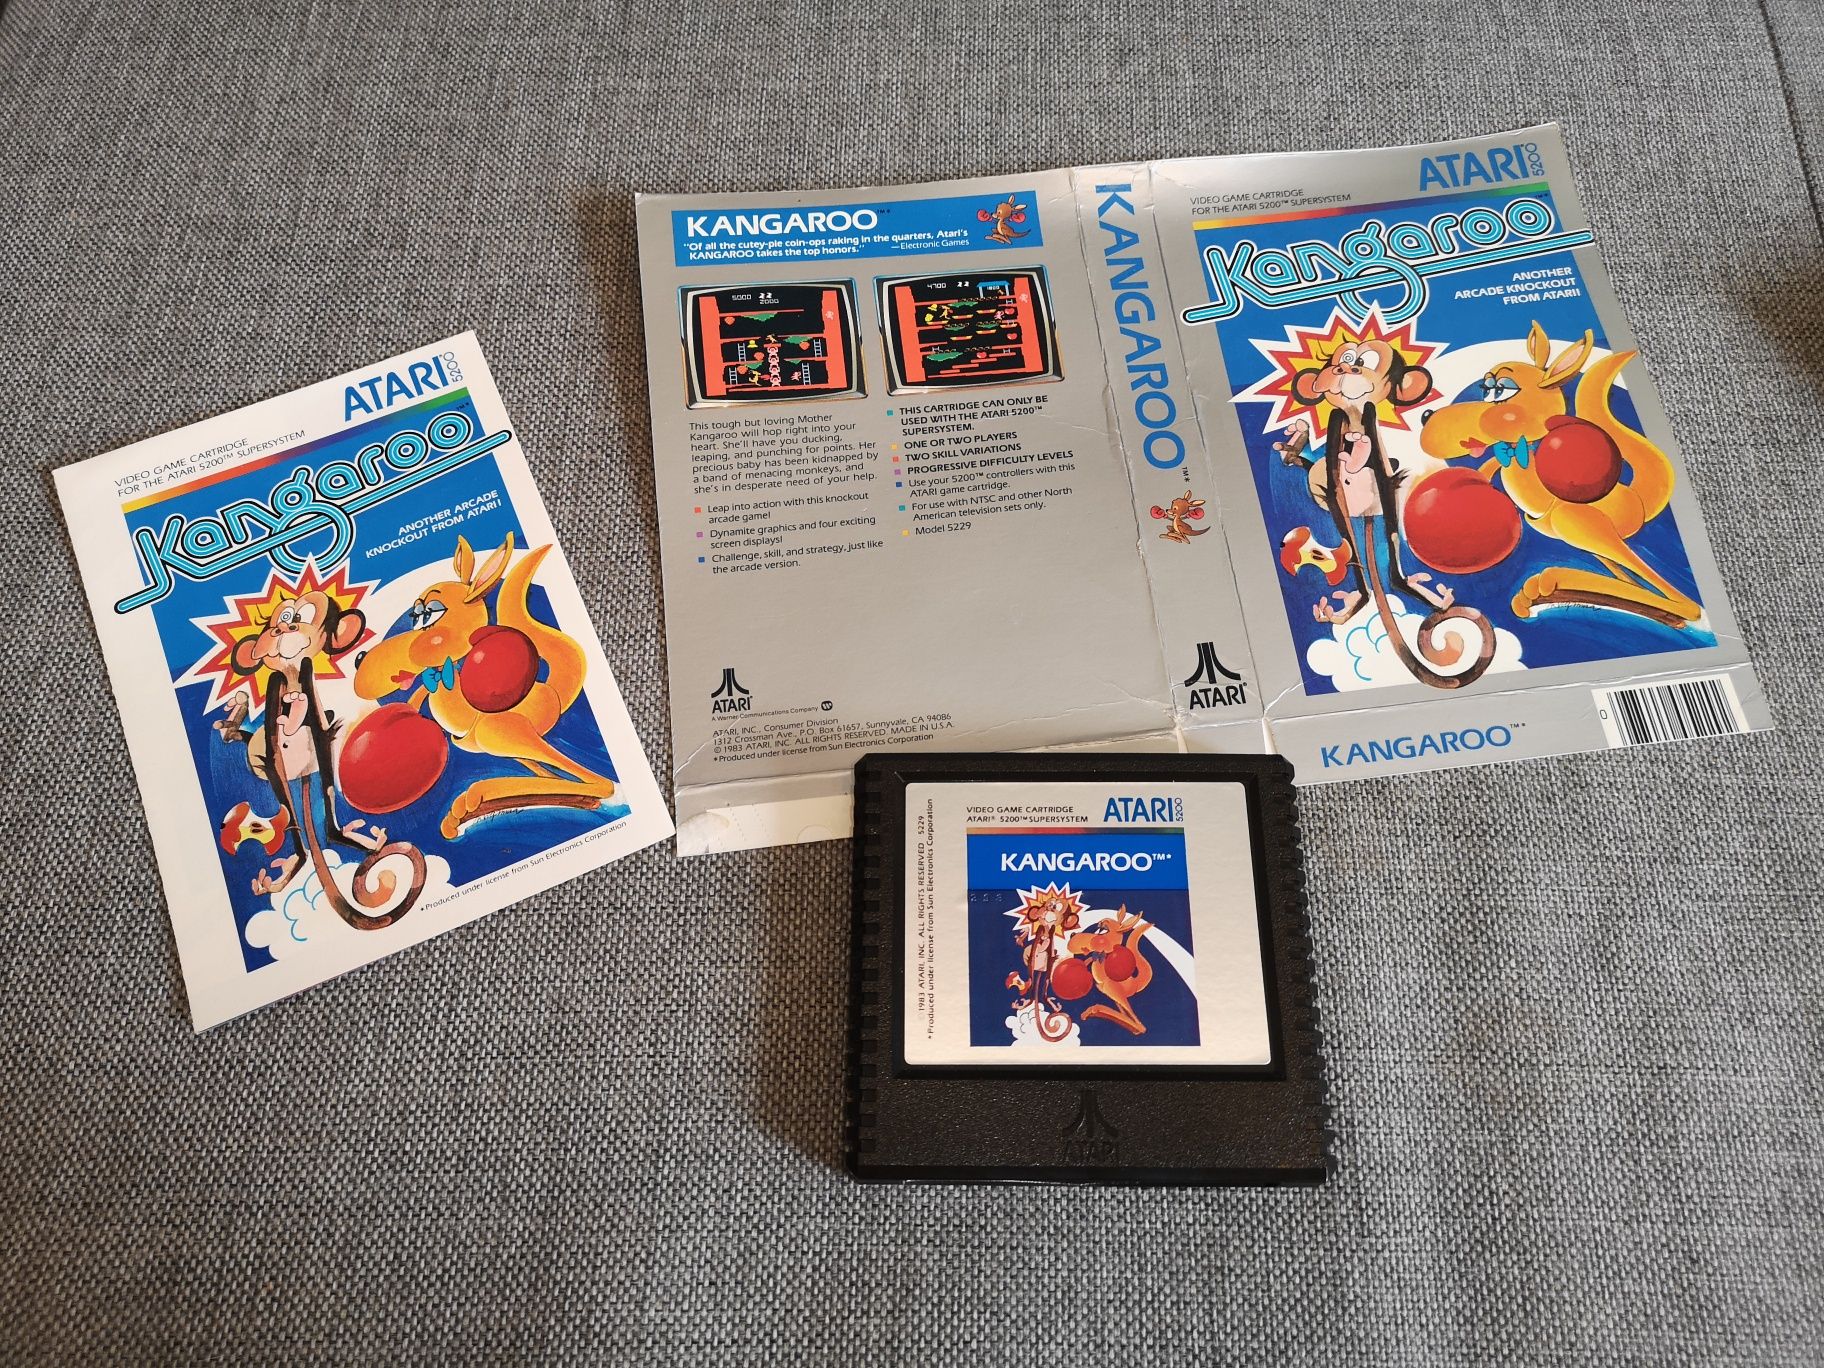 ATARI 5200
VIDEO GAME CARTRIDGE
FOR THE ATARI 5200™ SUPERSYSTEM
Kangaroo™*
ANOTHER ARCADE
KNOCKOUT FROM ATARI!
*Produced under license from Sun Electronics Corporation
KANGAROO™*
"Of all the cutey-pie coin-ops raking in the quarters, Atari's
KANGAROO takes the top honors."
—Electronic Games
5000
2000
4700
This tough but loving Mother
Kangaroo will hop right into your
heart. She'll have you ducking,
leaping, and punching for points. Her
precious baby has been kidnapped by
a band of menacing monkeys, and
she's in desperate need of your help.
Leap into action with this knockout
arcade game!
Dynamite graphics and four exciting
screen displays!
Challenge, skill, and strategy, just like
the arcade version.
THIS CARTRIDGE CAN ONLY BE
USED WITH THE ATARI 5200™
SUPERSYSTEM.
ONE OR TWO PLAYERS
TWO SKILL VARIATIONS
PROGRESSIVE DIFFICULTY LEVELS
Use your 5200™ controllers with this
ATARI game cartridge.
For use with NTSC and other North
American television sets only.
Model 5229
ATARI®
A Warner Communications Company
ATARI, INC., Consumer Division
1312 Crossman Ave., P.O. Box 61657, Sunnyvale, CA 94086
© 1983 ATARI, INC. ALL RIGHTS RESERVED. MADE IN U.S.A.
*Produced under license from Sun Electronics Corporation
KANGAROO™*
ATARI®
ATARI 5200
VIDEO GAME CARTRIDGE
FOR THE ATARI 5200™ SUPERSYSTEM
Kangaroo™*
ANOTHER
ARCADE KNOCKOUT
FROM ATARI!
KANGAROO™*
0
VIDEO GAME CARTRIDGE
ATARI® 5200™ SUPERSYSTEM
ATARI 5200
KANGAROO™*
©1983 ATARI, INC. ALL RIGHTS RESERVED 5229
*Produced under license from Sun Electronics Corporation
ATARI